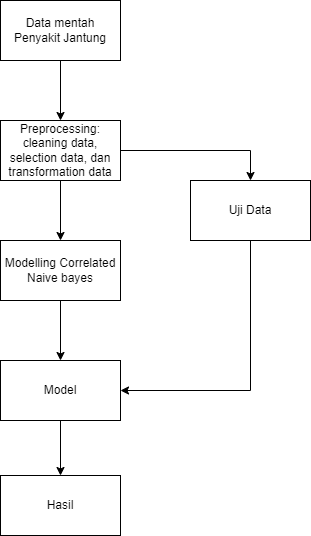 Data mentah
Penyakit Jantung
Preprocessing:
cleaning data,
selection data, dan
transformation data
Uji Data
Modelling Correlated
Naive bayes
Model
Hasil